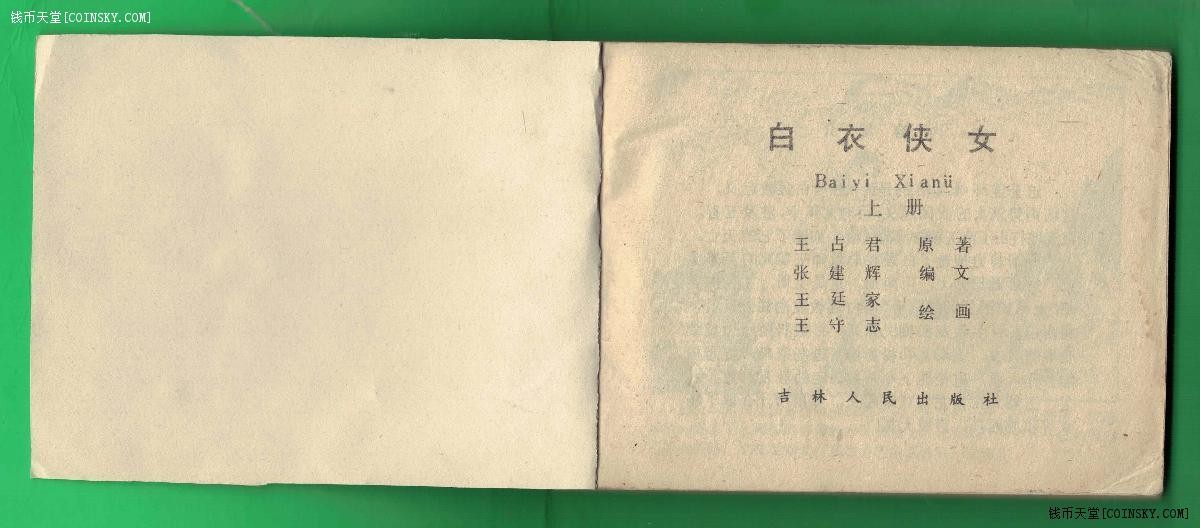 钱币天堂[COINSKY.COM]
白衣侠女
Baiyi Xianü
上册
王占君 原著
张建辉 编文
王廷家
王守志 绘画
吉林人民出版社
钱币天堂[COINSKY.COM]